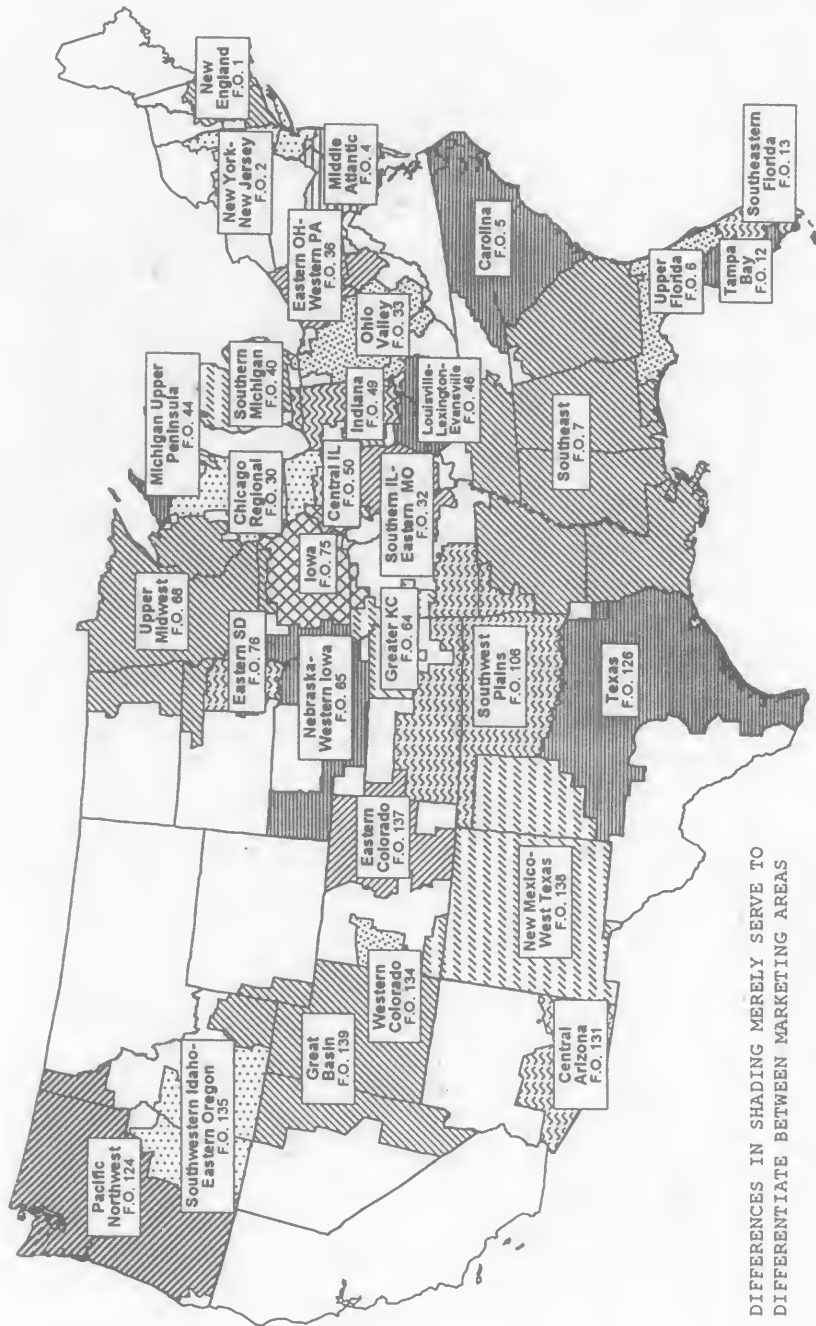 New
England
F.O. 1
New York-
New Jersey
F.O. 2
Middle
Atlantic
F.O. 4
Eastern OH-
Western PA
F.O. 36
Carolina
F.O. 5
Southeastern
Florida
F.O. 13
Tampa
Bay
F.O. 12
Upper
Florida
F.O. 6
Ohio
Valley
F.O. 33
Michigan Upper
Peninsula
F.O. 44
Southern
Michigan
F.O. 40
Indiana
F.O. 49
Louisville-
Lexington-
Evansville
F.O. 46
Southeast
F.O. 7
Chicago
Regional
F.O. 30
Central IL
F.O. 50
Southern IL-
Eastern MO
F.O. 32
Upper
Midwest
F.O. 68
Iowa
F.O. 75
Eastern SD
F.O. 76
Greater KC
F.O. 64
Nebraska-
Western Iowa
F.O. 65
Southwest
Plains
F.O. 106
Texas
F.O. 126
Eastern
Colorado
F.O. 137
New Mexico-
West Texas
F.O. 138
Western
Colorado
F.O. 134
Great
Basin
F.O. 139
Central
Arizona
F.O. 131
Southwestern Idaho-
Eastern Oregon
F.O. 135
Pacific
Northwest
F.O. 124
DIFFERENCES IN SHADING MERELY SERVE TO
DIFFERENTIATE BETWEEN MARKETING AREAS